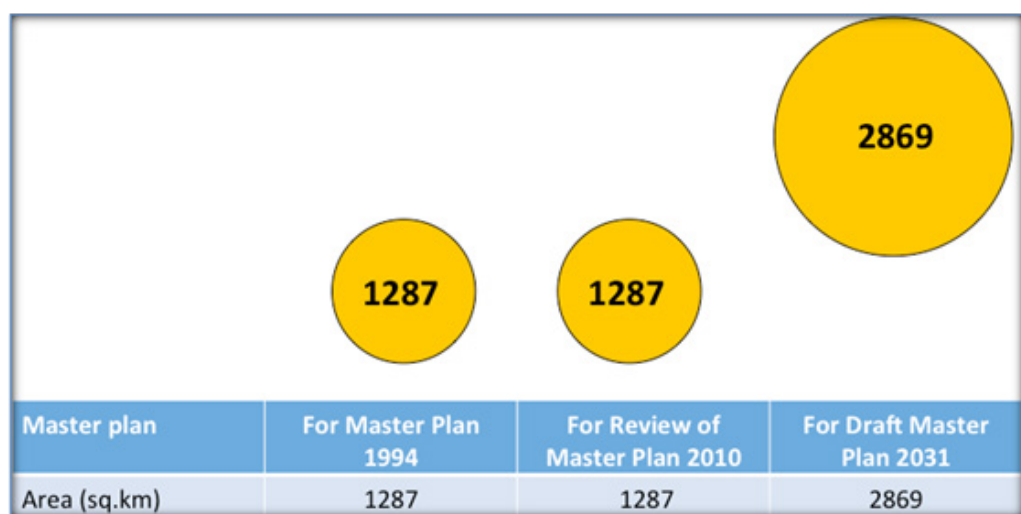 2869
1287
1287
Master plan
For Master Plan
1994
For Review of
Master Plan 2010
For Draft Master
Plan 2031
Area (sq.km)
1287
1287
2869